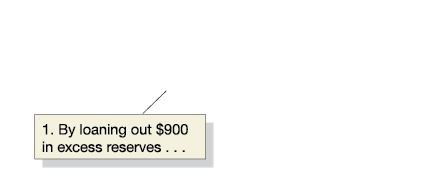 1. By loaning out $900
in excess reserves . . .